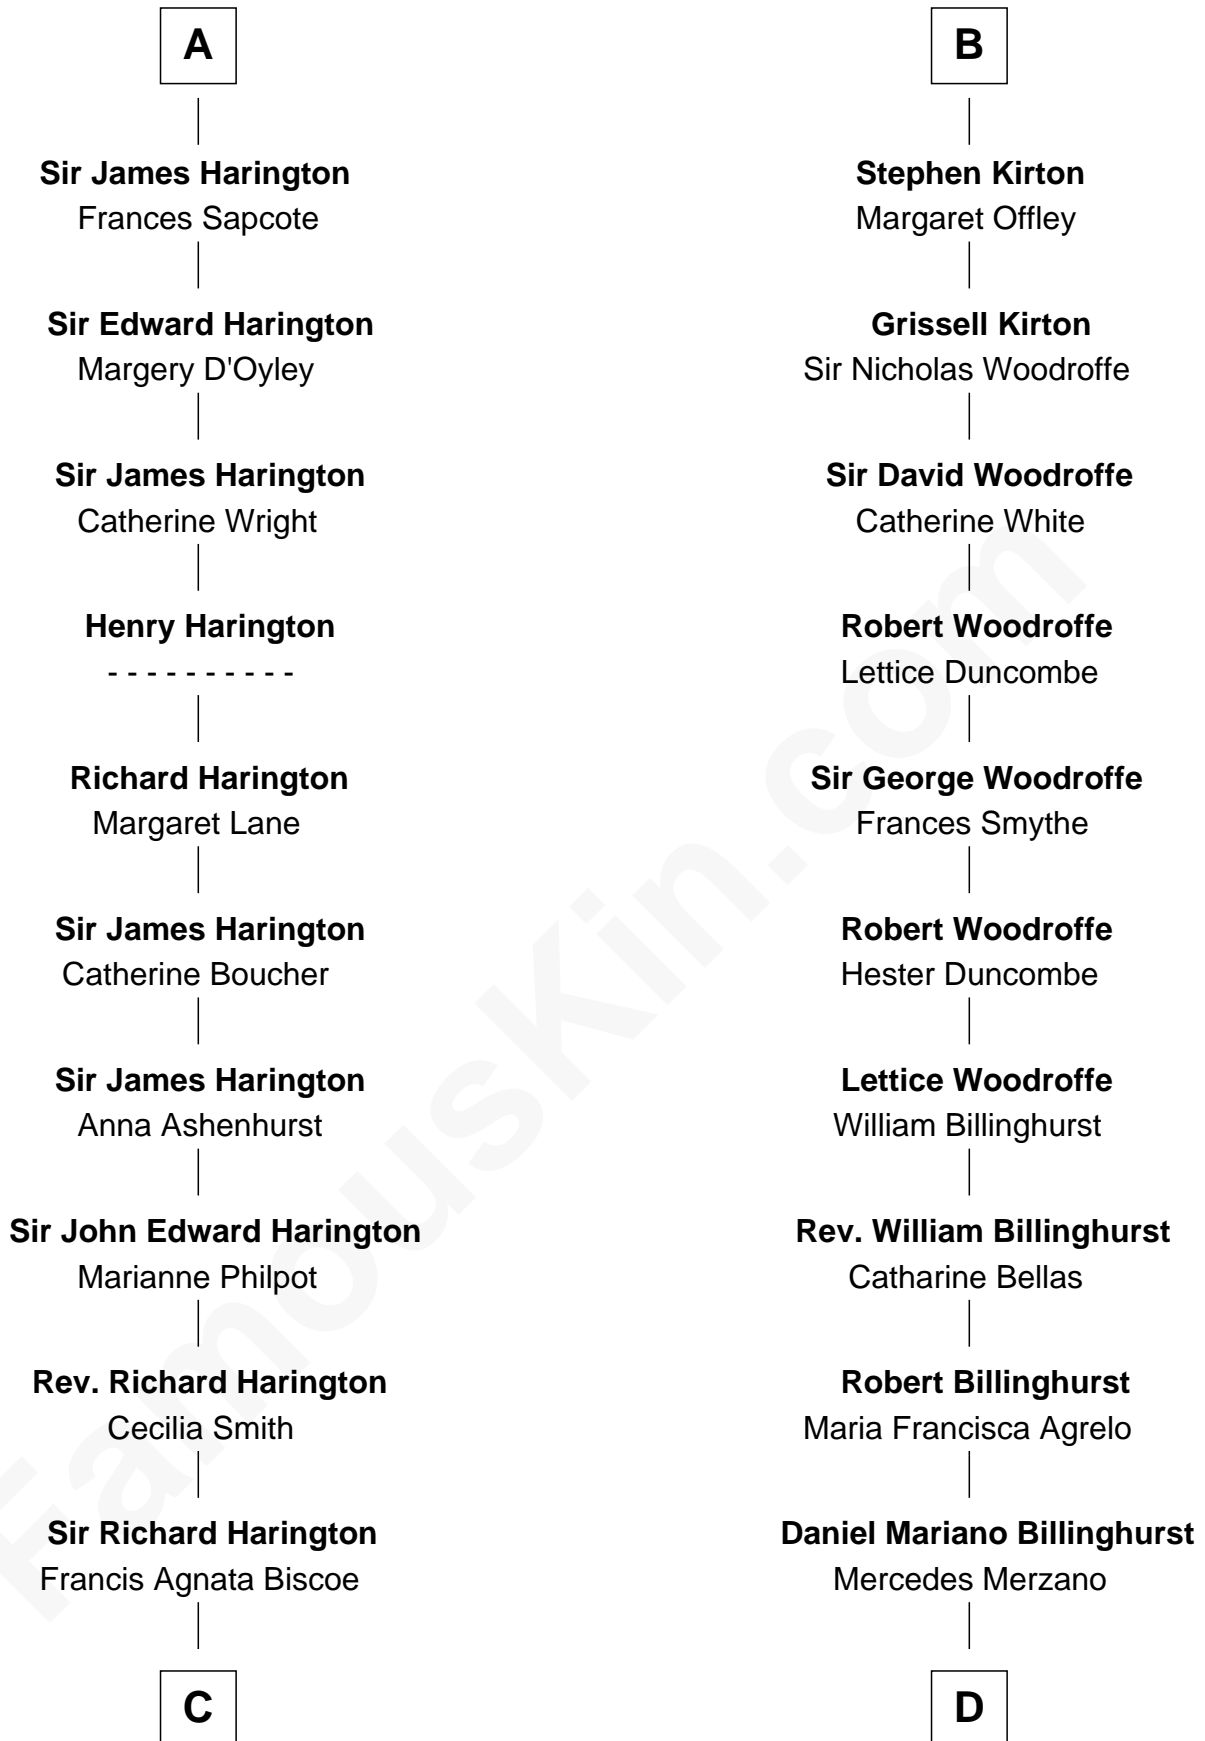 A
Sir James Harington
Frances Sapcote
Sir Edward Harington
Margery D'Oyley
Sir James Harington
Catherine Wright
Henry Harington
- - - - - - - - - -
Richard Harington
Margaret Lane
Sir James Harington
Catherine Boucher
Sir James Harington
Anna Ashenhurst
Sir John Edward Harington
Marianne Philpot
Rev. Richard Harington
Cecilia Smith
Sir Richard Harington
Francis Agnata Biscoe
C
B
Stephen Kirton
Margaret Offley
Grissell Kirton
Sir Nicholas Woodroffe
Sir David Woodroffe
Catherine White
Robert Woodroffe
Lettice Duncombe
Sir George Woodroffe
Frances Smythe
Robert Woodroffe
Hester Duncombe
Lettice Woodroffe
William Billinghurst
Rev. William Billinghurst
Catharine Bellas
Robert Billinghurst
Maria Francisca Agrelo
Daniel Mariano Billinghurst
Mercedes Merzano
D
FamousKin.com